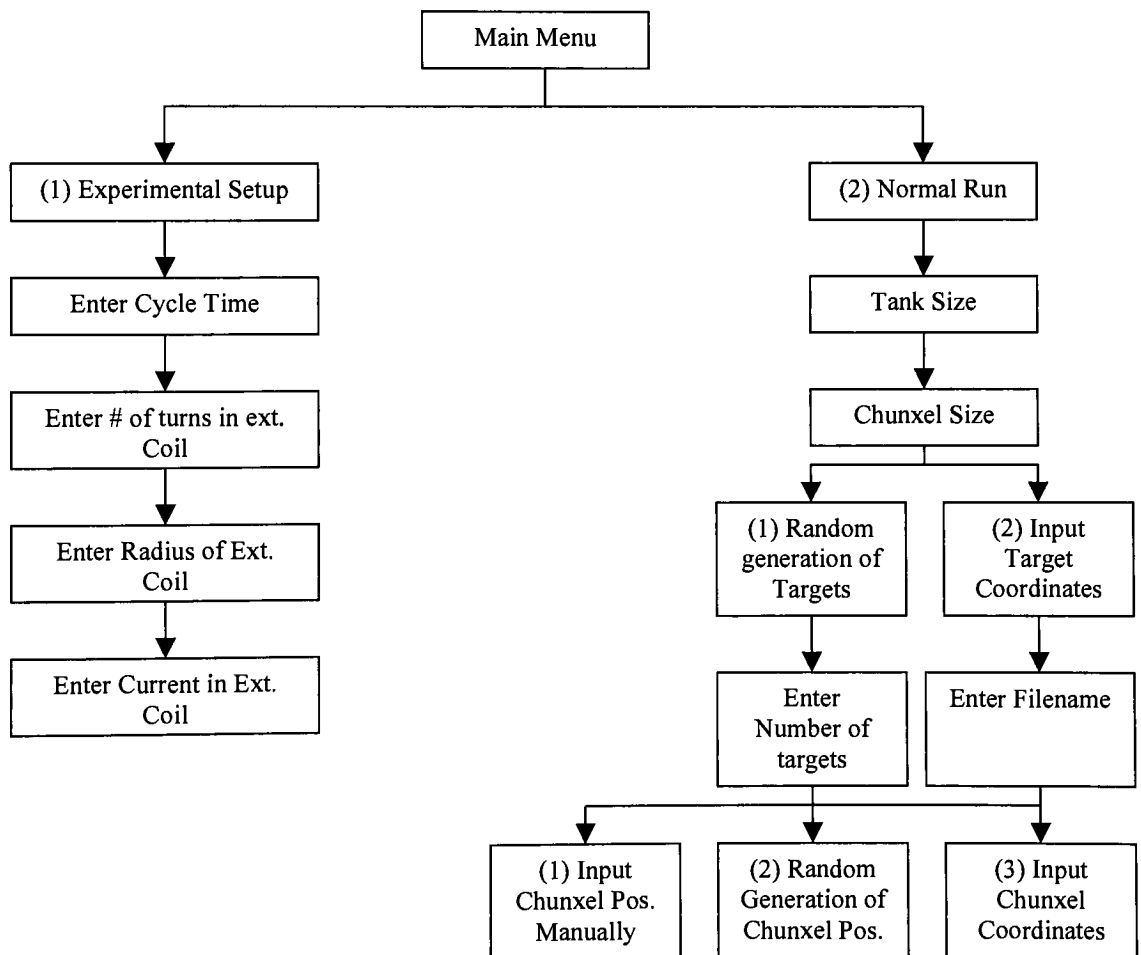 Main Menu
(1) Experimental Setup
Enter Cycle Time
Enter # of turns in ext.
Coil
Enter Radius of Ext.
Coil
Enter Current in Ext.
Coil
(2) Normal Run
Tank Size
Chunxel Size
(1) Random
generation of
Targets
(2) Input
Target
Coordinates
Enter
Number of
targets
Enter Filename
(1) Input
Chunxel Pos.
Manually
(2) Random
Generation of
Chunxel Pos.
(3) Input
Chunxel
Coordinates